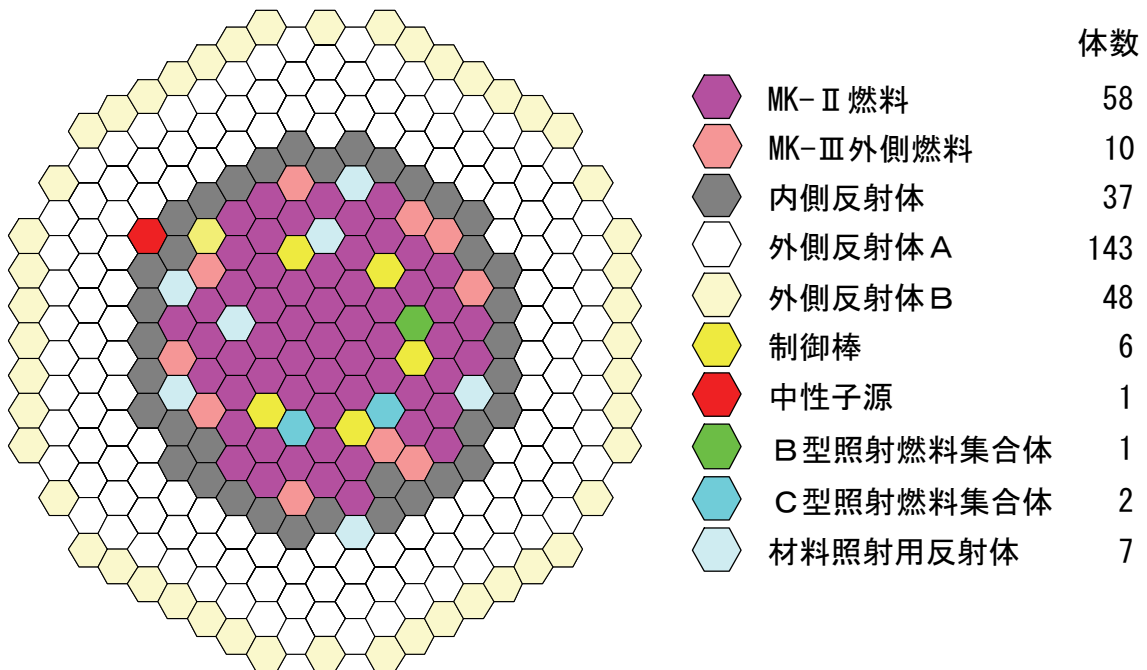 体数
MK-Ⅱ燃料 58
MK-Ⅲ外側燃料 10
内側反射体 37
外側反射体A 143
外側反射体B 48
制御棒 6
中性子源 1
B型照射燃料集合体 1
C型照射燃料集合体 2
材料照射用反射体 7